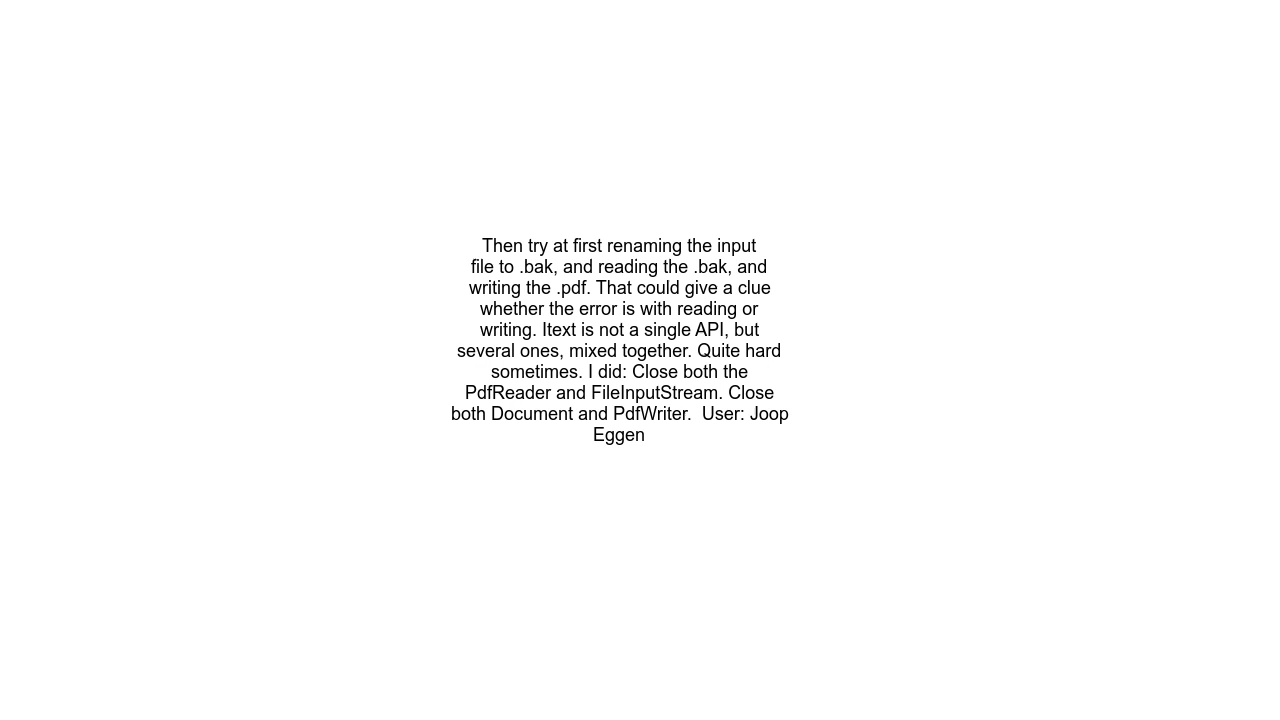 Then try at first renaming the input
file to .bak, and reading the .bak, and
writing the .pdf. That could give a clue
whether the error is with reading or
writing. Itext is not a single API, but
several ones, mixed together. Quite hard
sometimes. I did: Close both the
PdfReader and FileInputStream. Close
both Document and PdfWriter.  User: Joop
Eggen